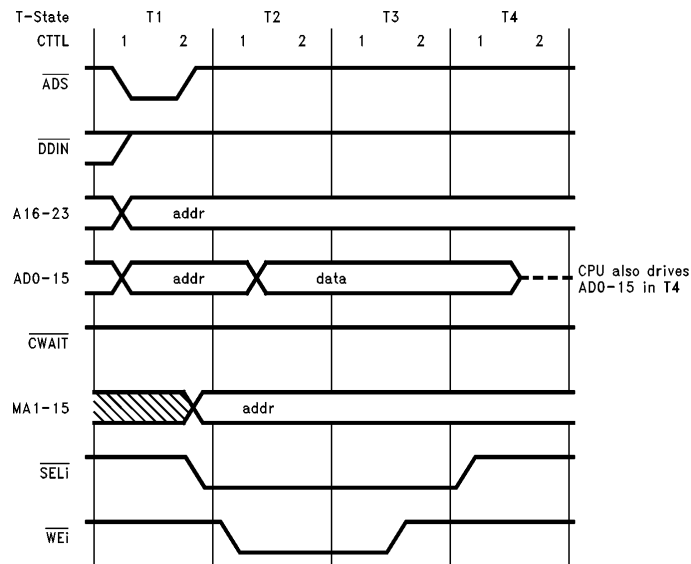 T-State T1 T2 T3 T4
CTTL 1 2 1 2 1 2 1 2
ADS
DDIN
A16-23 addr
AD0-15 addr data CPU also drives
AD0-15 in T4
CWAIT
MA1-15 addr
SELi
WEi